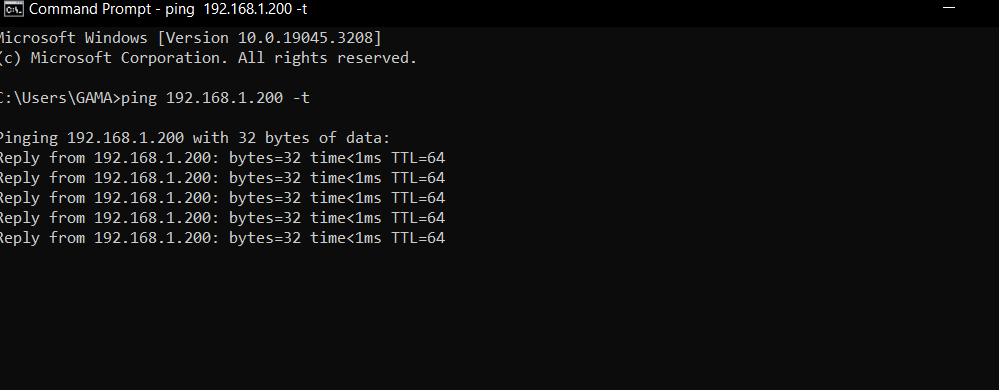 Command Prompt - ping  192.168.1.200 -t
Microsoft Windows [Version 10.0.19045.3208]
(c) Microsoft Corporation. All rights reserved.
C:\Users\GAMA>ping 192.168.1.200 -t
Pinging 192.168.1.200 with 32 bytes of data:
Reply from 192.168.1.200: bytes=32 time<1ms TTL=64
Reply from 192.168.1.200: bytes=32 time<1ms TTL=64
Reply from 192.168.1.200: bytes=32 time<1ms TTL=64
Reply from 192.168.1.200: bytes=32 time<1ms TTL=64
Reply from 192.168.1.200: bytes=32 time<1ms TTL=64